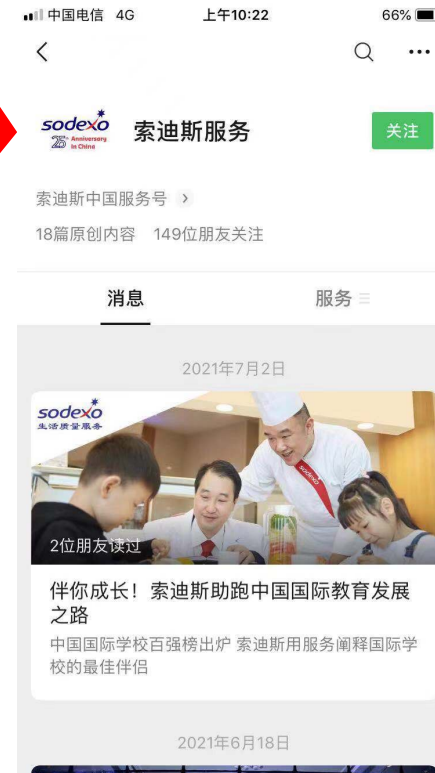 中国电信 4G 上午10:22 66%
sodexo
25th Anniversary
in China
索迪斯服务
关注
索迪斯中国服务号
18篇原创内容 149位朋友关注
消息 服务
2021年7月2日
sodexo
生活质量服务
sodexo
2位朋友读过
伴你成长！索迪斯助跑中国国际教育发展
之路
中国国际学校百强榜出炉 索迪斯用服务阐释国际学
校的最佳伴侣
2021年6月18日